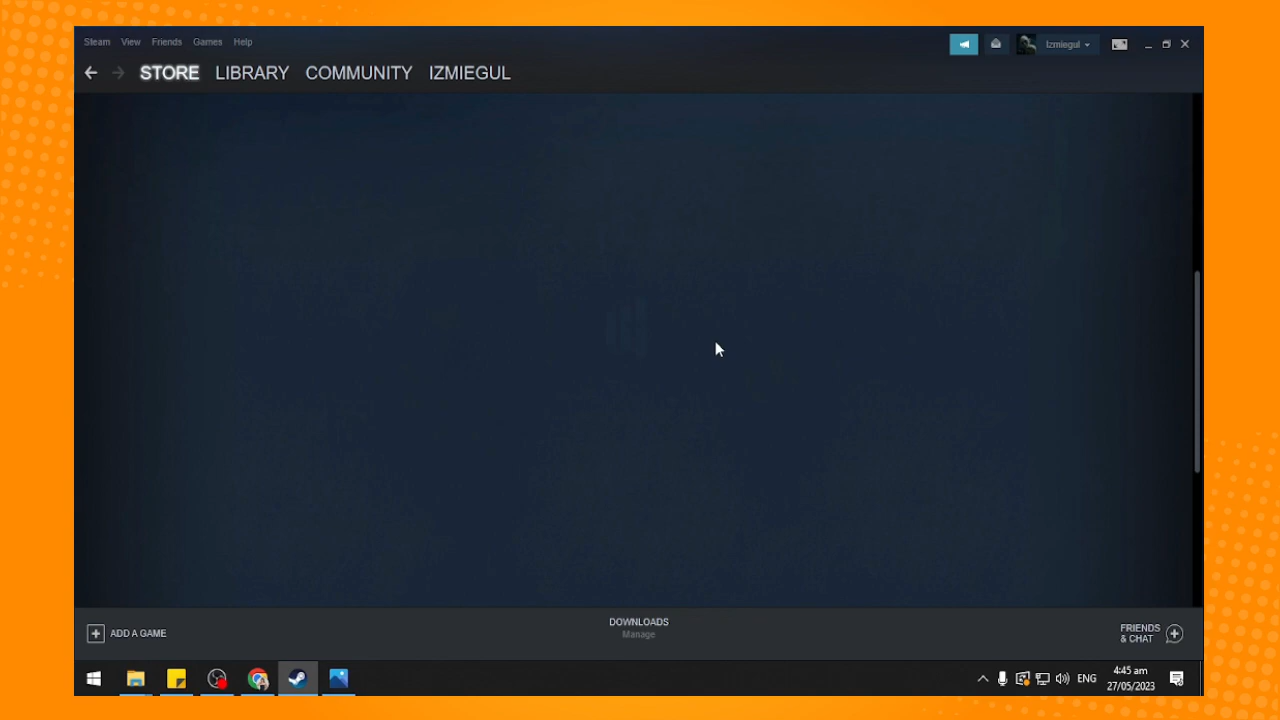 Steam View Friends Games Help
Izmiegul
STORE LIBRARY COMMUNITY IZMIEGUL
ADD A GAME
DOWNLOADS
Manage
FRIENDS
& CHAT
ENG
4:45 am
27/05/2023